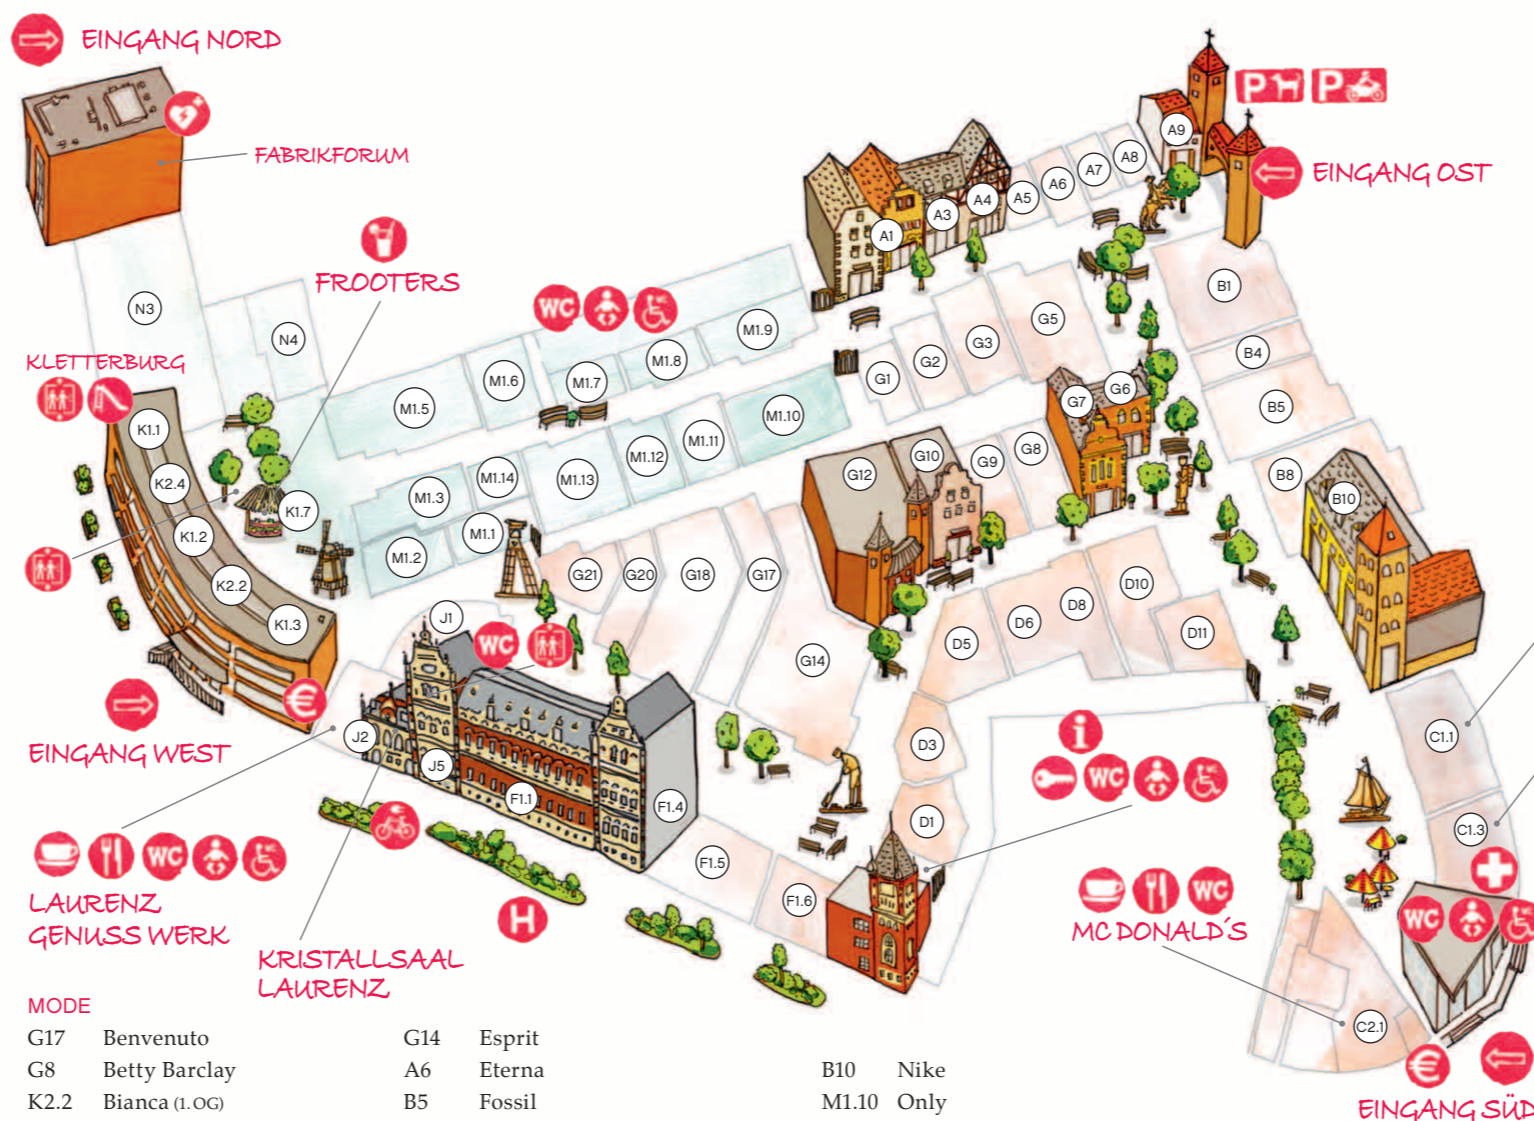 EINGANG NORD
FABRIKFORUM
P P
EINGANG OST
FROOTERS
KLETTERBURG
WC
A9
A8
A7
A6
A5
A4
A3
A1
B1
B4
B5
B8
B10
N3
N4
M1.9
M1.8
M1.7
M1.6
M1.5
M1.10
M1.11
M1.12
M1.13
M1.14
M1.3
M1.1
M1.2
G5
G3
G2
G1
G6
G7
G8
G9
G10
G12
G21
G20
G18
G17
G14
K1.1
K2.4
K1.2
K1.7
K2.2
K1.3
J1
WC
J2
J5
F1.1
F1.4
F1.5
F1.6
D10
D8
D6
D5
D11
D3
D1
C1.1
C1.3
C2.1
€
EINGANG WEST
i
WC
WC
LAURENZ
GENUSS WERK
H
KRISTALLSAAL
LAURENZ
WC
MC DONALD´S
WC
€
EINGANG SÜD
MODE
G17 Benvenuto
G8 Betty Barclay
K2.2 Bianca (1. OG)
G14 Esprit
A6 Eterna
B5 Fossil
B10 Nike
M1.10 Only